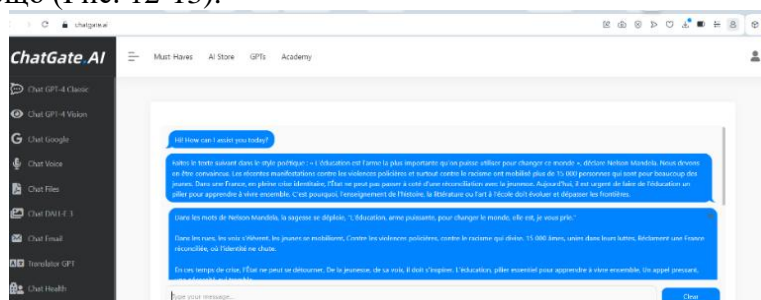 що (Рис. 12-13).
chatgate.ai
ChatGate.AI
Must-Haves AI Store GPTs Academy
Chat GPT-4 Classic
Chat GPT-4 Vision
Chat Google
Chat Voice
Chat Files
Chat DALL-E 3
Chat Email
Translator GPT
Chat Health
Hi! How can I assist you today?
Faites le texte suivant dans le style poétique : « L'éducation est l'arme la plus importante qu'on puisse utiliser pour changer ce monde », déclare Nelson Mandela. Nous devons
en être convaincus. Les récentes manifestations contre les violences policières et surtout contre le racisme ont mobilisé plus de 15 000 personnes qui sont pour beaucoup des
jeunes. Dans une France, en pleine crise identitaire, l'État ne peut pas passer à coté d'une réconciliation avec la jeunesse. Aujourd'hui, il est urgent de faire de l'éducation un
pilier pour apprendre à vivre ensemble. C'est pourquoi, l'enseignement de l'Histoire, la littérature ou l'art à l'école doit évoluer et dépasser les frontières.
Dans les mots de Nelson Mandela, la sagesse se déploie, "L'éducation, arme puissante, pour changer le monde, elle est, je vous prie."
Dans les rues, les voix s'élèvent, les jeunes se mobilisent, Contre les violences policières, contre le racisme qui divise. 15 000 âmes, unies dans leurs luttes, Réclament une France
réconciliée, où l'identité ne chute.
En ces temps de crise, l'État ne peut se détourner, De la jeunesse, de sa voix, il doit s'inspirer. L'éducation, pilier essentiel pour apprendre à vivre ensemble, Un appel pressant,
Type your message...
Clear